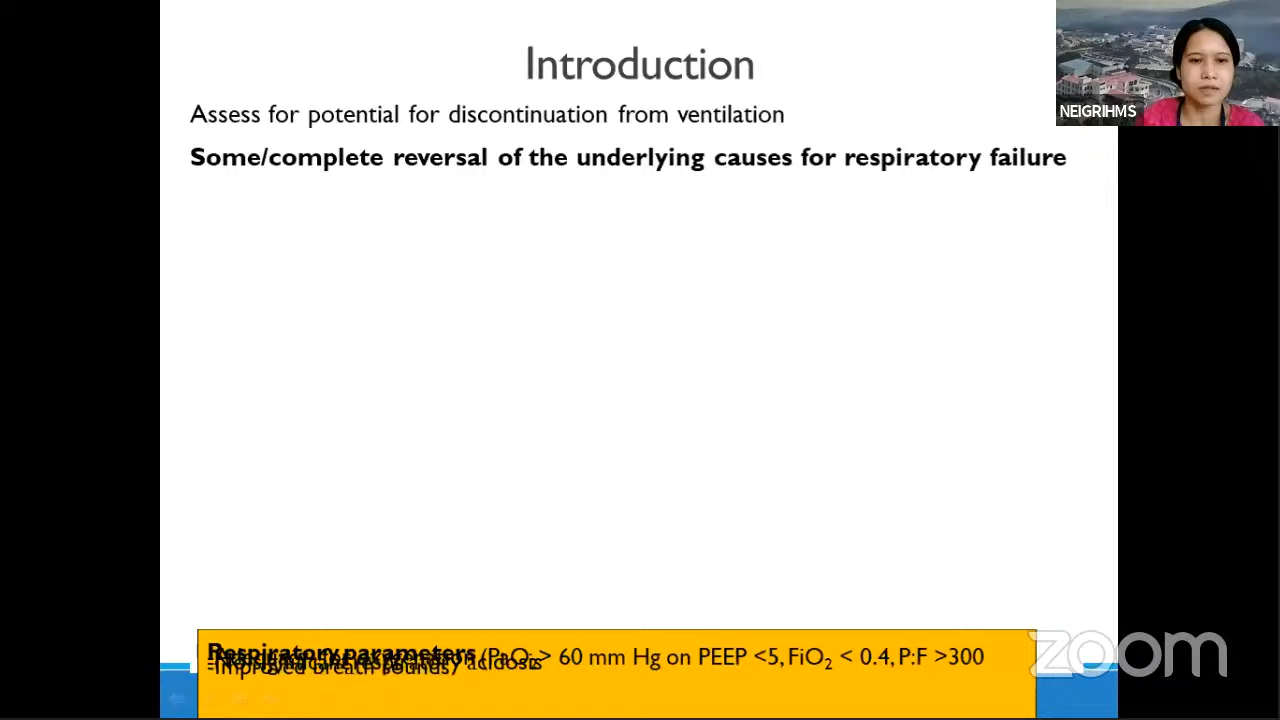 Introduction
NEIGRIHMS
Assess for potential for discontinuation from ventilation
Some/complete reversal of the underlying causes for respiratory failure
Respiratory parameters
(PaO2 > 60 mm Hg on PEEP <5, FiO2 < 0.4, P:F >300
acidosis
-Improved breath sounds
zoom